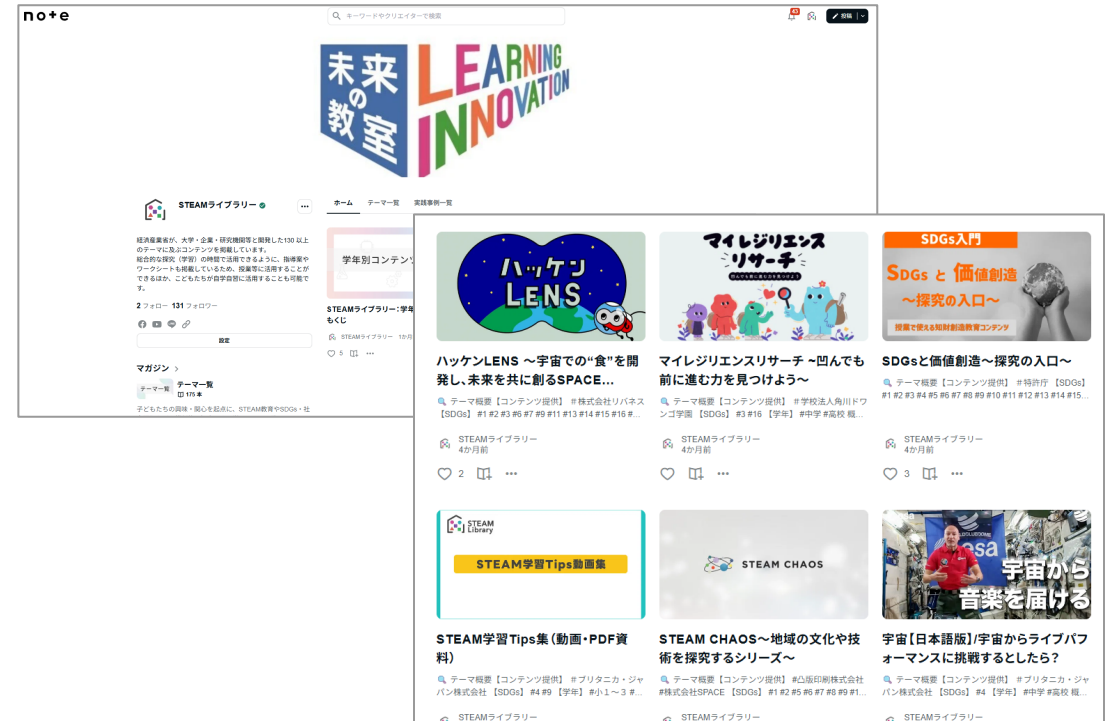 note
キーワードやクリエイターで検索
43
投稿
未来の教室
LEARNING
INNOVATION
STEAMライブラリー
ホーム テーマ一覧 実践事例一覧
経済産業省が、大学・企業・研究機関等と開発した130 以上
のテーマに及ぶコンテンツを掲載しています。
総合的な探究（学習）の時間で活用できるように、指導案や
ワークシートも掲載しているため、授業等に活用することが
できるほか、こどもたちが自学自習に活用することも可能で
す。
2 フォロー 131 フォロワー
設定
マガジン
テーマ一覧
テーマ一覧
175 本
子どもたちの興味・関心を起点に、STEAM教育やSDGs・社
学年別コンテン
STEAMライブラリー：学年
もくじ
STEAMライブラリー 1か月
5
ハッケン
LENS
ハッケンLENS ～宇宙での“食”を開
発し、未来を共に創るSPACE...
テーマ概要【コンテンツ提供】 #株式会社リバネス
【SDGs】 #1 #2 #3 #6 #7 #9 #11 #13 #14 #15 #16 #...
STEAMライブラリー
4か月前
2
マイレジリエンス
リサーチ
凹んでも前に進む力を見つけよう
マイレジリエンスリサーチ ~凹んでも
前に進む力を見つけよう～
テーマ概要【コンテンツ提供】 #学校法人角川ドワ
ンゴ学園 【SDGs】 #3 #16 【学年】 #中学 #高校 概...
STEAMライブラリー
4か月前
SDGs入門
SDGs と 価値創造
～探究の入口～
授業で使える知財創造教育コンテンツ
SDGsと価値創造～探究の入口～
テーマ概要【コンテンツ提供】 #特許庁 【SDGs】
#1 #2 #3 #4 #5 #6 #7 #8 #9 #10 #11 #12 #13 #14 #15...
STEAMライブラリー
4か月前
3
STEAM
Library
STEAM学習Tips動画集
STEAM学習Tips集（動画・PDF資
料）
テーマ概要【コンテンツ提供】 #ブリタニカ・ジャ
パン株式会社 【SDGs】 #4 #9 【学年】 #小１～３ #...
STEAMライブラリー
STEAM CHAOS
STEAM CHAOS～地域の文化や技
術を探究するシリーズ～
テーマ概要【コンテンツ提供】 #凸版印刷株式会社
#株式会社SPACE 【SDGs】 #1 #2 #5 #6 #7 #8 #9 #1...
STEAMライブラリー
esa
宇宙から
音楽を届ける
宇宙【日本語版】/宇宙からライブパフ
ォーマンスに挑戦するとしたら？
テーマ概要【コンテンツ提供】 #ブリタニカ・ジャ
パン株式会社 【SDGs】 #4 【学年】 #中学 #高校 概...
STEAMライブラリー